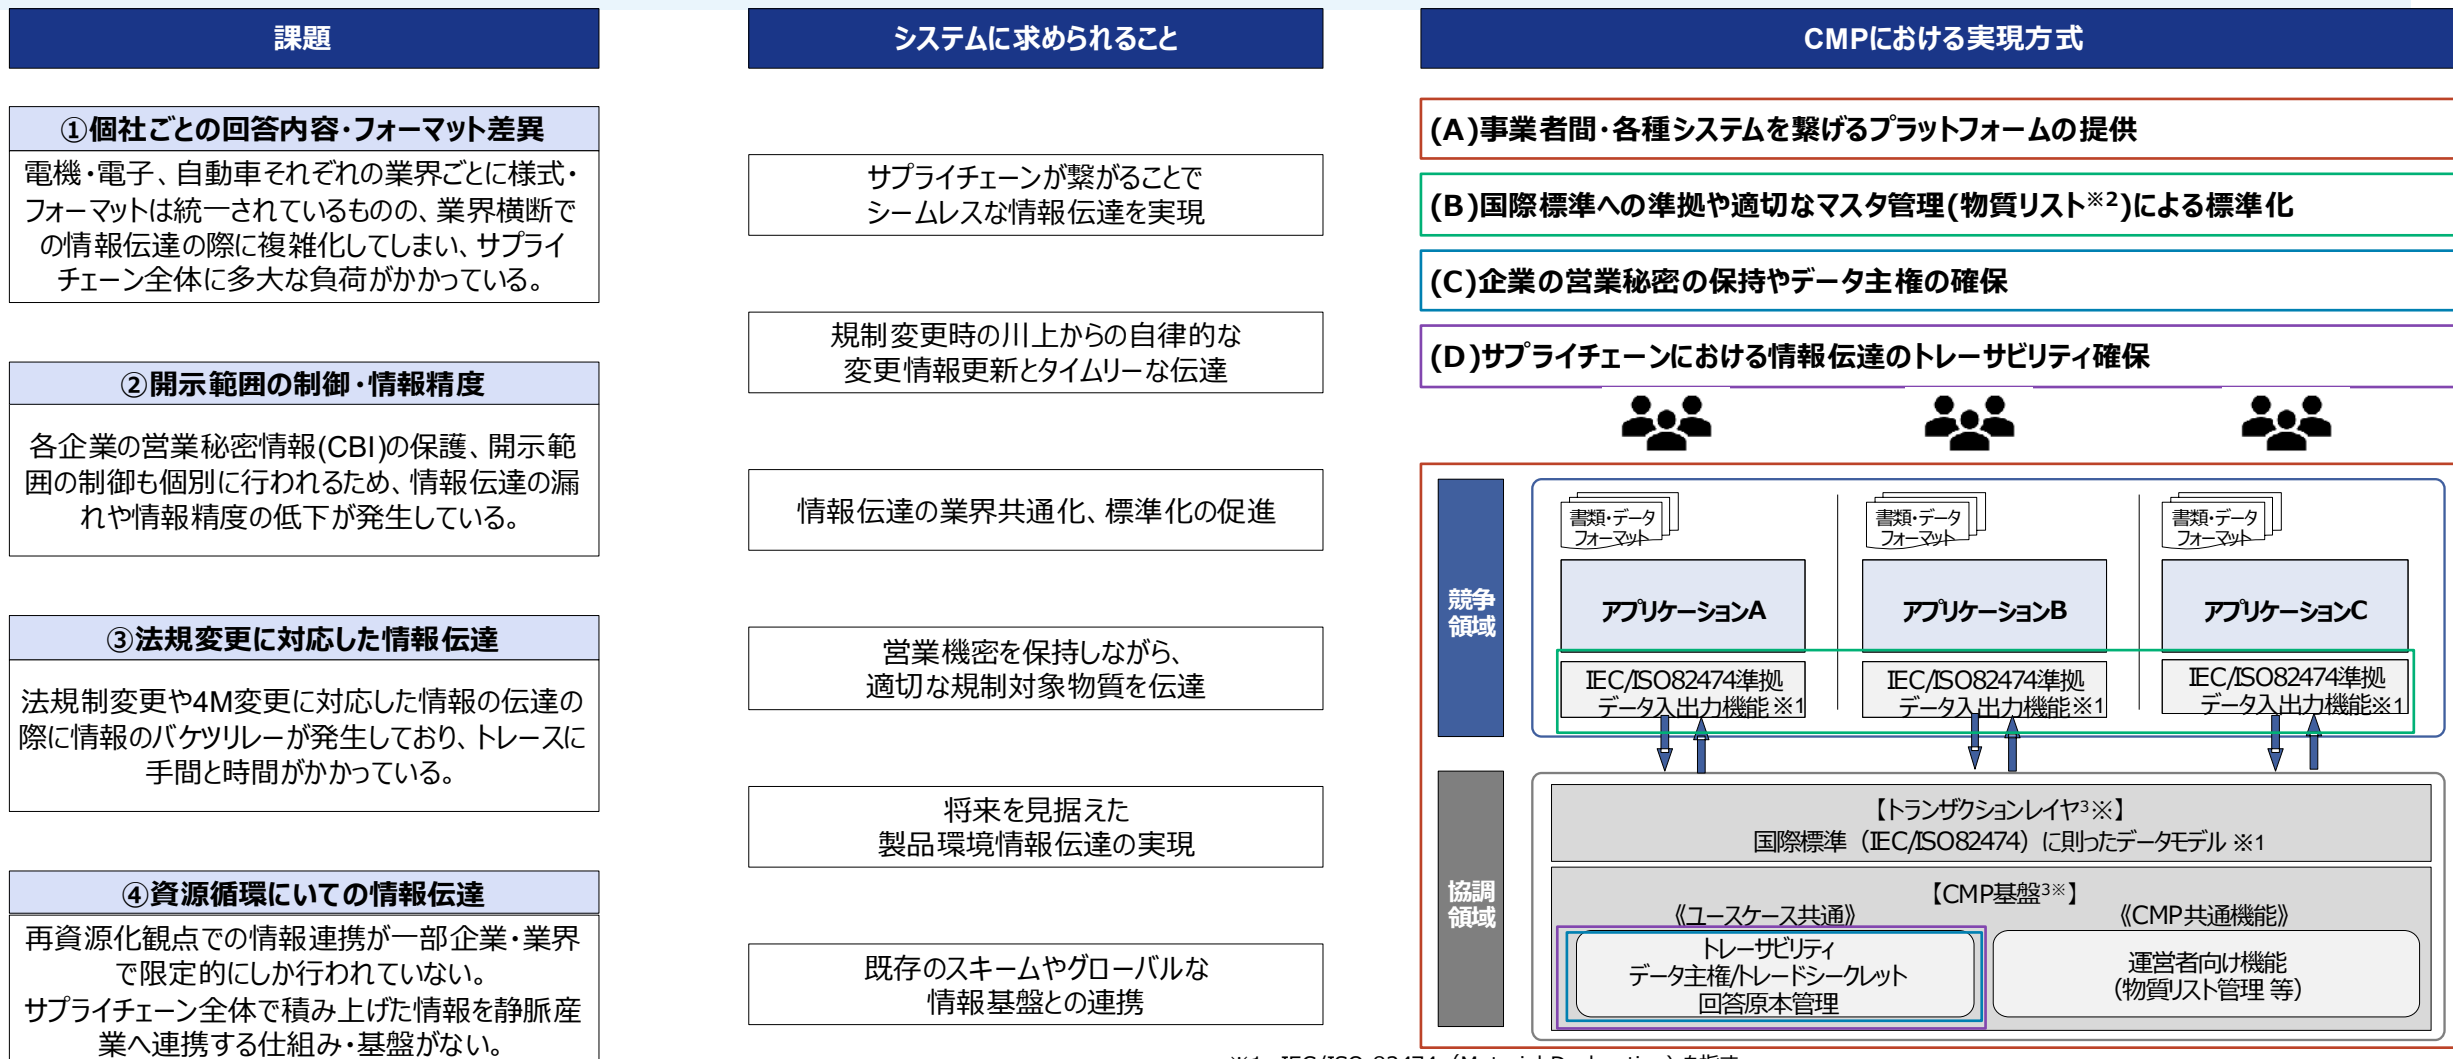 課題
①個社ごとの回答内容・フォーマット差異
電機・電子、自動車それぞれの業界ごとに様式・
フォーマットは統一されているものの、業界横断で
の情報伝達の際に複雑化してしまい、サプライ
チェーン全体に多大な負荷がかかっている。
②開示範囲の制御・情報精度
各企業の営業秘密情報(CBI)の保護、開示範
囲の制御も個別に行われるため、情報伝達の漏
れや情報精度の低下が発生している。
③法規変更に対応した情報伝達
法規制変更や4M変更に対応した情報の伝達の
際に情報のバケツリレーが発生しており、トレースに
手間と時間がかかっている。
④資源循環にいての情報伝達
再資源化観点での情報連携が一部企業・業界
で限定的にしか行われていない。
サプライチェーン全体で積み上げた情報を静脈産
業へ連携する仕組み・基盤がない。
システムに求められること
サプライチェーンが繋がることで
シームレスな情報伝達を実現
規制変更時の川上からの自律的な
変更情報更新とタイムリーな伝達
情報伝達の業界共通化、標準化の促進
営業機密を保持しながら、
適切な規制対象物質を伝達
将来を見据えた
製品環境情報伝達の実現
既存のスキームやグローバルな
情報基盤との連携
CMPにおける実現方式
(A)事業者間・各種システムを繋げるプラットフォームの提供
(B)国際標準への準拠や適切なマスタ管理(物質リスト※2)による標準化
(C)企業の営業秘密の保持やデータ主権の確保
(D)サプライチェーンにおける情報伝達のトレーサビリティ確保
競争
領域
書類・データ
フォーマット
アプリケーションA
IEC/ISO82474準拠
データ入出力機能※1
書類・データ
フォーマット
アプリケーションB
IEC/ISO82474準拠
データ入出力機能※1
書類・データ
フォーマット
アプリケーションC
IEC/ISO82474準拠
データ入出力機能※1
協調
領域
【トランザクションレイヤ3※】
国際標準（IEC/ISO82474）に則ったデータモデル ※1
【CMP基盤3※】
《ユースケース共通》
トレーサビリティ
データ主権/トレードシークレット
回答原本管理
《CMP共通機能》
運営者向け機能
(物質リスト管理 等)
※1 IEC/ISO 82474（Material Declaration）を指す